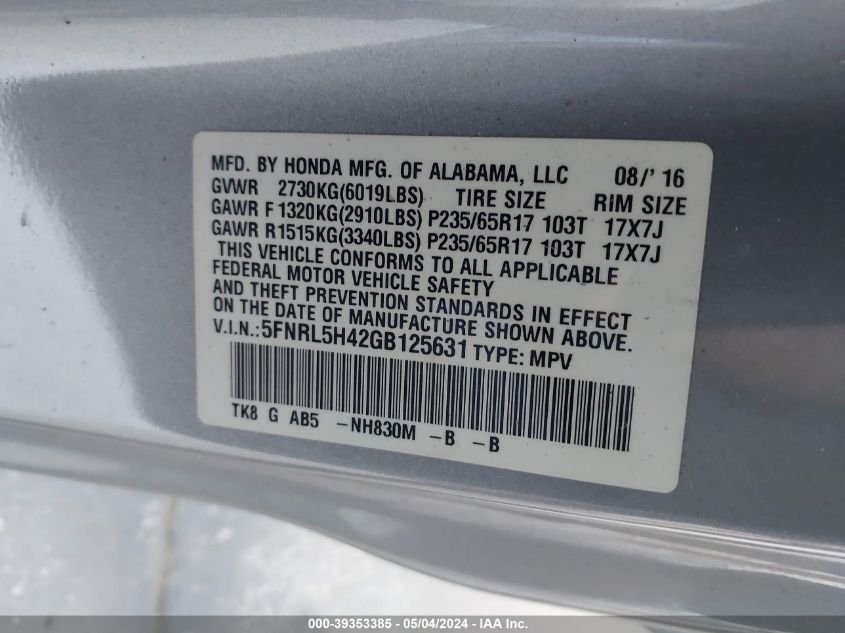 MFD. BY HONDA MFG. OF ALABAMA, LLC 08/'16
GVWR 2730KG(6019LBS) TIRE SIZE RIM SIZE
GAWR F 1320KG(2910LBS) P235/65R17 103T 17X7J
GAWR R1515KG(3340LBS) P235/65R17 103T 17X7J
THIS VEHICLE CONFORMS TO ALL APPLICABLE
FEDERAL MOTOR VEHICLE SAFETY
AND THEFT PREVENTION STANDARDS IN EFFECT
ON THE DATE OF MANUFACTURE SHOWN ABOVE.
V.I.N.:5FNRL5H42GB125631 TYPE: MPV
TK8 G AB5 -NH830M -B -B
000-39353385 - 05/04/2024 - IAA Inc.